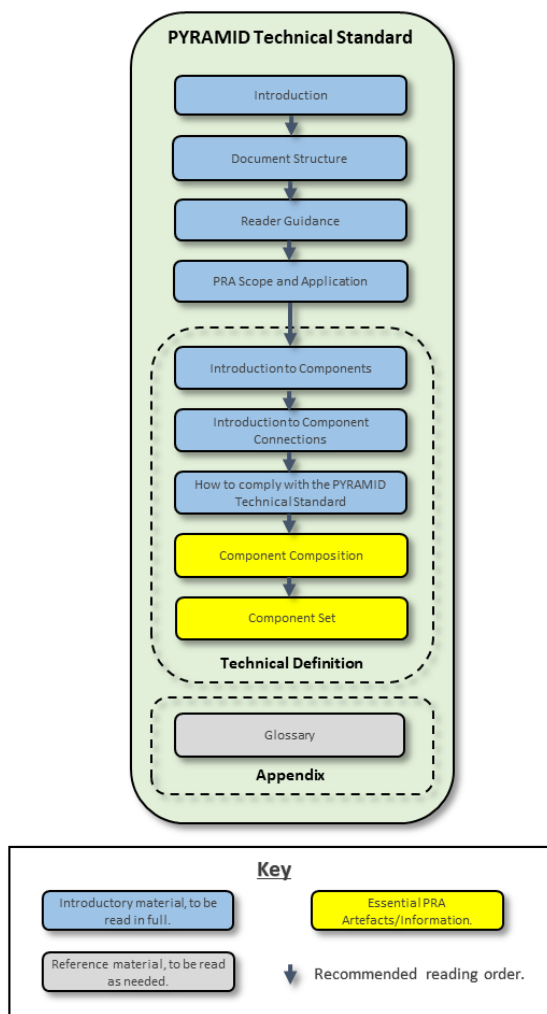 PYRAMID Technical Standard
Introduction
Document Structure
Reader Guidance
PRA Scope and Application
Introduction to Components
Introduction to Component
Connections
How to comply with the PYRAMID
Technical Standard
Component Composition
Component Set
Technical Definition
Glossary
Appendix
Key
Introductory material, to be
read in full.
Essential PRA
Artefacts/Information.
Reference material, to be read
as needed.
Recommended reading order.